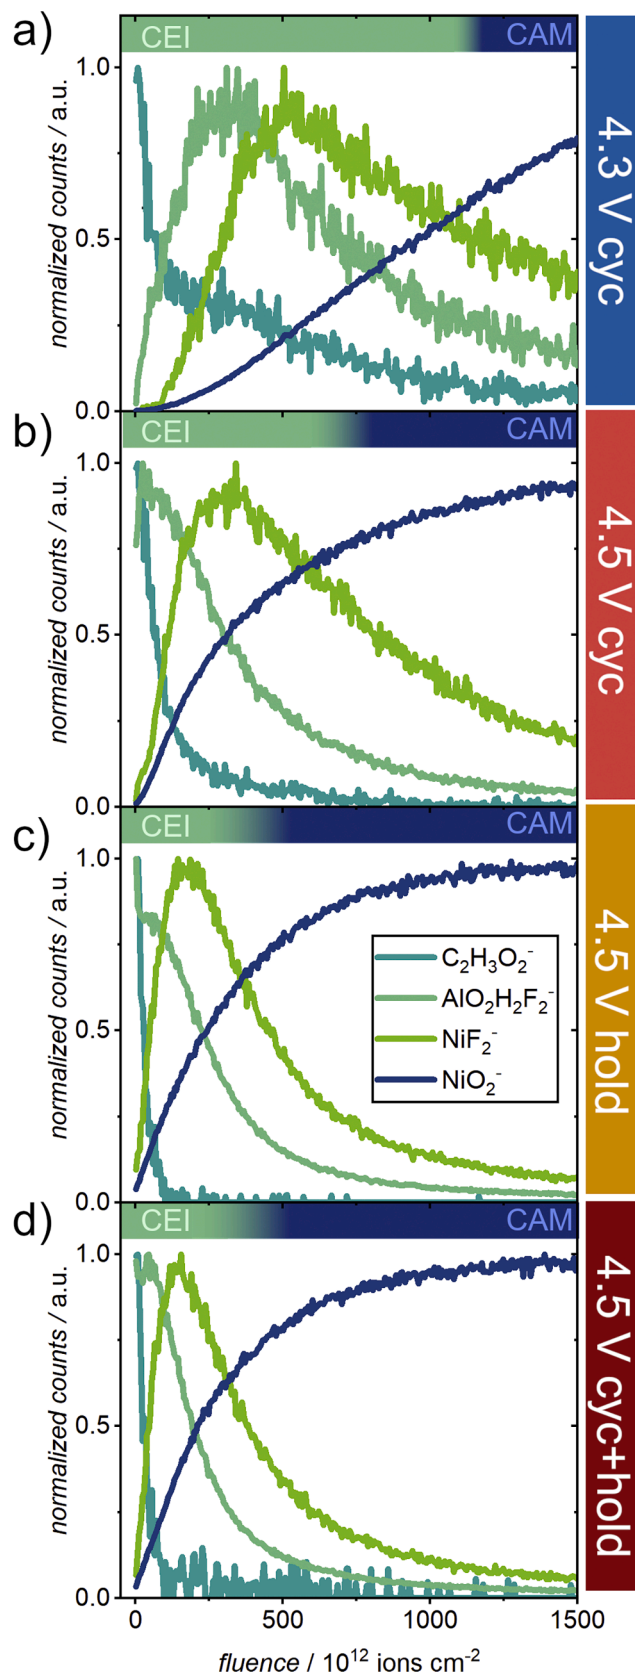 a)
CEI
CAM
1.0
0.5
0.0
normalized counts / a.u.
4.3 V cyc
b)
CEI
CAM
1.0
0.5
0.0
normalized counts / a.u.
4.5 V cyc
c)
CEI
CAM
1.0
0.5
0.0
normalized counts / a.u.
C₂H₃O₂⁻
AlO₂H₂F₂⁻
NiF₂⁻
NiO₂⁻
4.5 V hold
d)
CEI
CAM
1.0
0.5
0.0
normalized counts / a.u.
4.5 V cyc+hold
0 500 1000 1500
fluence / 10¹² ions cm⁻²